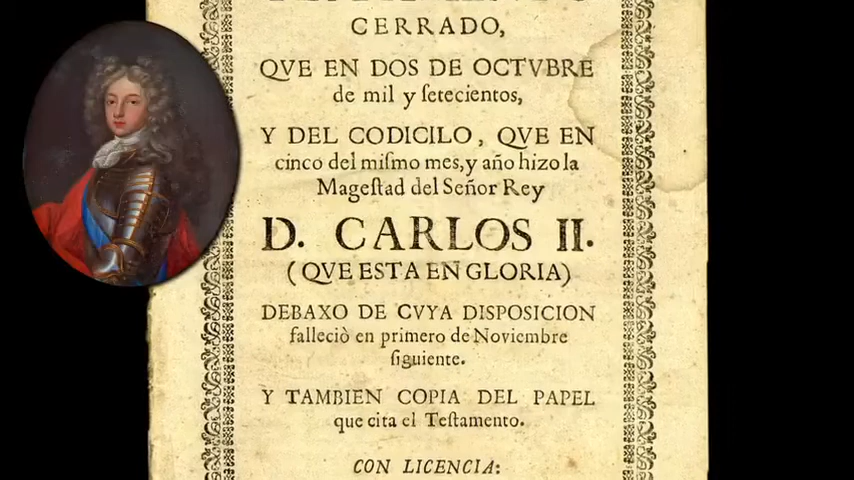 CERRADO,
QVE EN DOS DE OCTVBRE
de mil y ſetecientos,
Y DEL CODICILO, QVE EN
cinco del miſmo mes, y año hizo la
Mageſtad del Señor Rey
D. CARLOS II.
(QVE ESTA EN GLORIA)
DEBAXO DE CVYA DISPOSICION
falleciò en primero de Noviembre
ſiguiente.
Y TAMBIEN COPIA DEL PAPEL
que cita el Teſtamento.
CON LICENCIA: